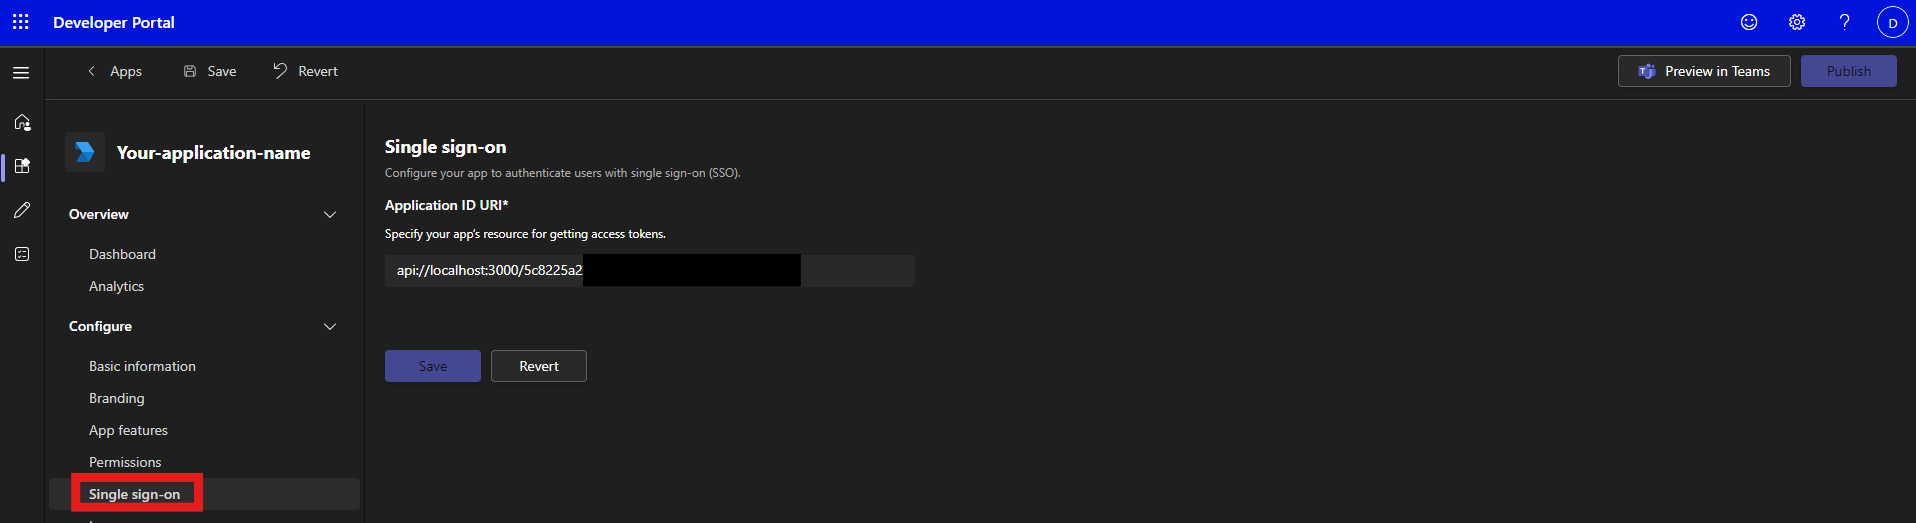 Developer Portal
D
Apps
Save
Revert
Preview in Teams
Publish
Your-application-name
Overview
Dashboard
Analytics
Configure
Basic information
Branding
App features
Permissions
Single sign-on
Single sign-on
Configure your app to authenticate users with single sign-on (SSO).
Application ID URI*
Specify your app's resource for getting access tokens.
api://localhost:3000/5c8225a2
Save
Revert